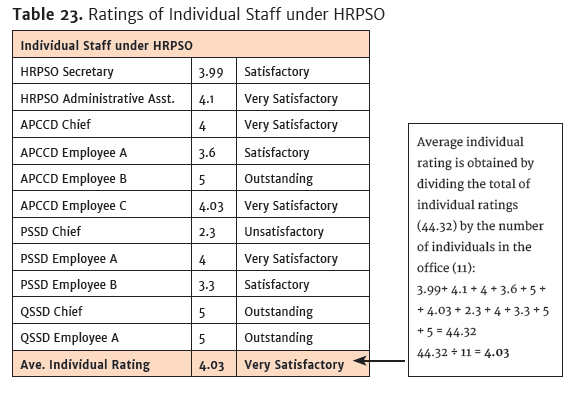 Table 23. Ratings of Individual Staff under HRPSO
Individual Staff under HRPSO
HRPSO Secretary 3.99 Satisfactory
HRPSO Administrative Asst. 4.1 Very Satisfactory
APCCD Chief 4 Very Satisfactory
APCCD Employee A 3.6 Satisfactory
APCCD Employee B 5 Outstanding
APCCD Employee C 4.03 Very Satisfactory
PSSD Chief 2.3 Unsatisfactory
PSSD Employee A 4 Very Satisfactory
PSSD Employee B 3.3 Satisfactory
QSSD Chief 5 Outstanding
QSSD Employee A 5 Outstanding
Ave. Individual Rating 4.03 Very Satisfactory
Average individual
rating is obtained by
dividing the total of
individual ratings
(44.32) by the number
of individuals in the
office (11):
3.99+ 4.1 + 4 + 3.6 + 5 +
+ 4.03 + 2.3 + 4 + 3.3 + 5
+ 5 = 44.32
44.32 ÷ 11 = 4.03